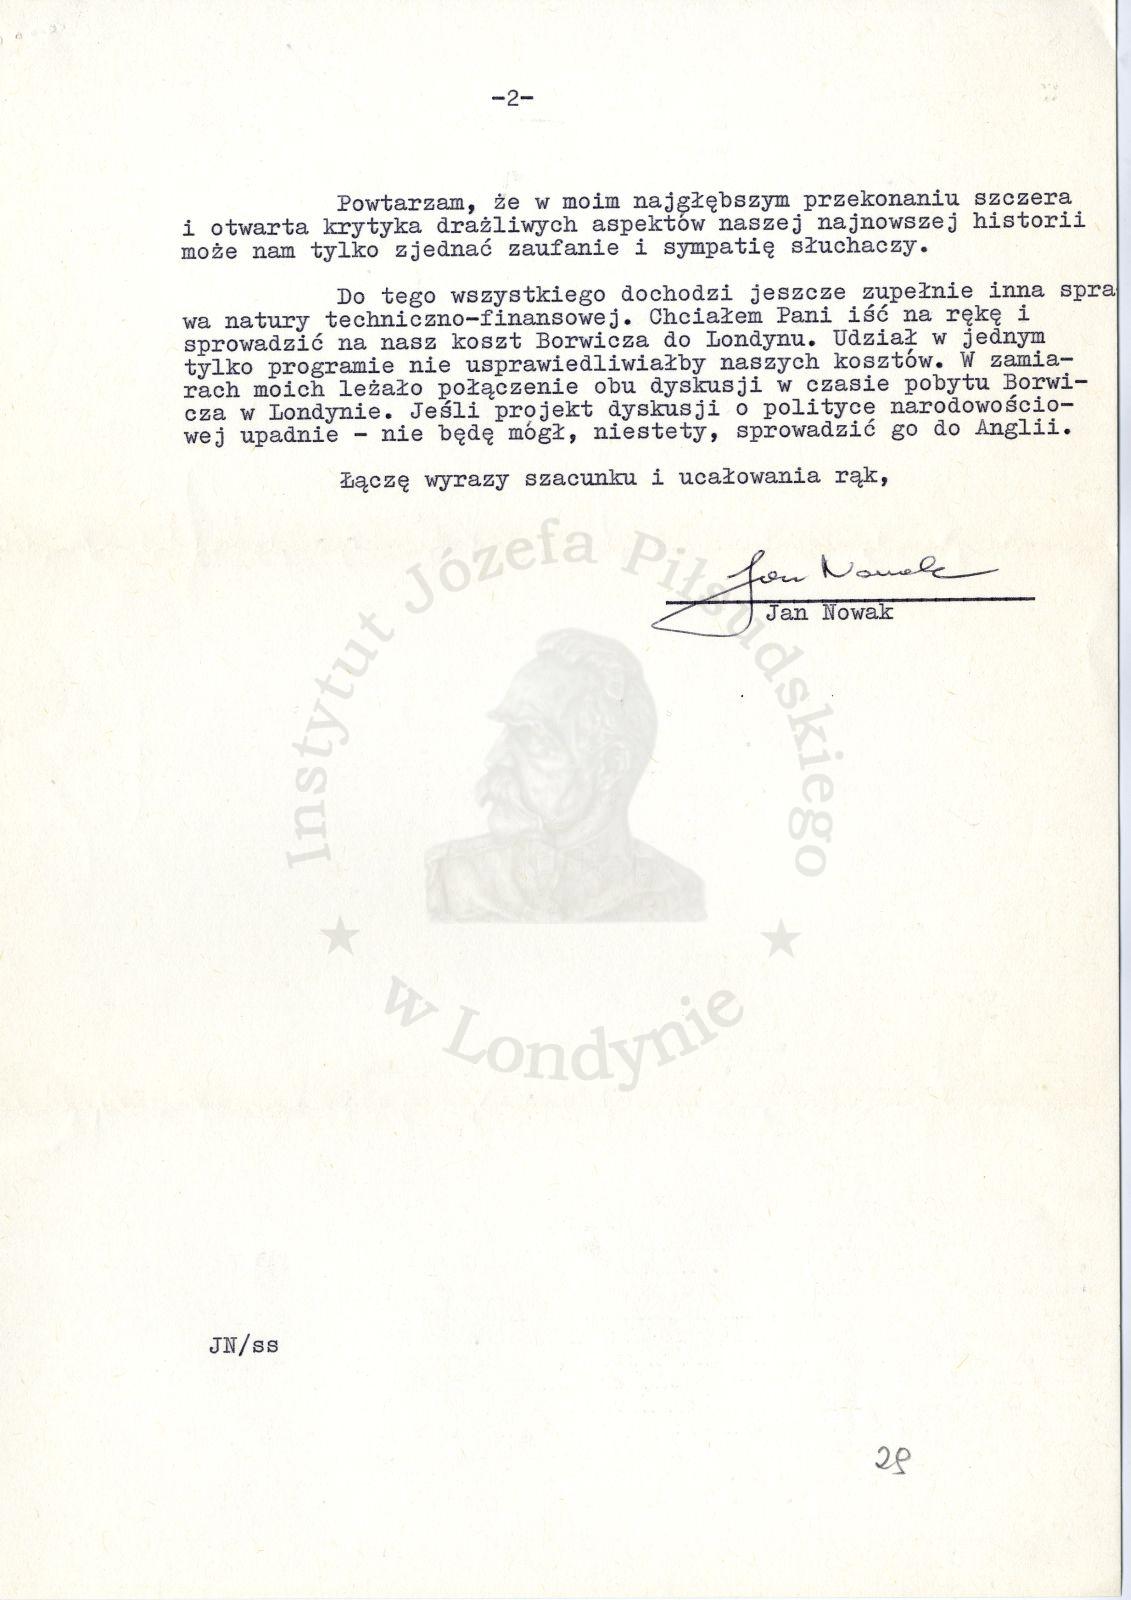 -2-
Powtarzam, że w moim najgłębszym przekonaniu szczera
i otwarta krytyka drażliwych aspektów naszej najnowszej historii
może nam tylko zjednać zaufanie i sympatię słuchaczy.
Do tego wszystkiego dochodzi jeszcze zupełnie inna spra-
wa natury techniczno-finansowej. Chciałem Pani iść na rękę i
sprowadzić na nasz koszt Borwicza do Londynu. Udział w jednym
tylko programie nie usprawiedliwiałby naszych kosztów. W zamia-
rach moich leżało połączenie obu dyskusji w czasie pobytu Borwi-
cza w Londynie. Jeśli projekt dyskusji o polityce narodowościo-
wej upadnie - nie będę mógł, niestety, sprowadzić go do Anglii.
Łączę wyrazy szacunku i ucałowania rąk,
Jan Nowak
Jan Nowak
Instytut Józefa Piłsudskiego
w Londynie
JN/ss
29